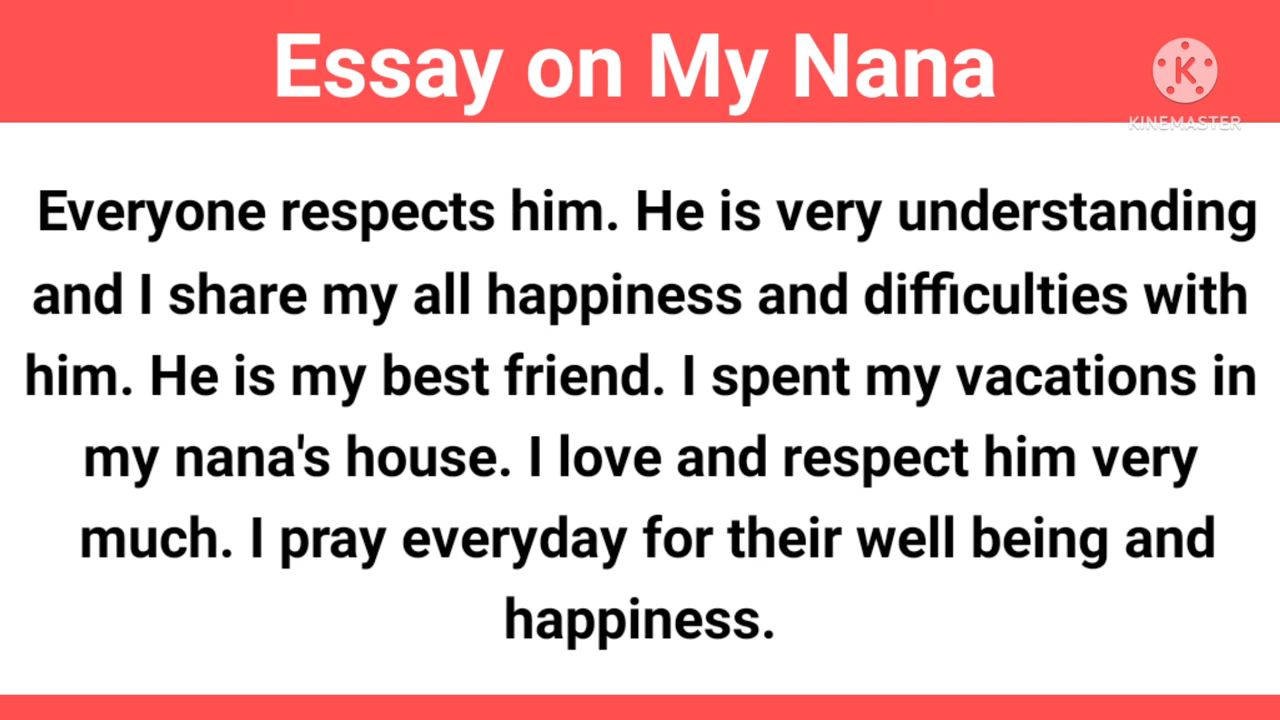 Essay on My Nana
K
KINEMASTER
Everyone respects him. He is very understanding
and I share my all happiness and difficulties with
him. He is my best friend. I spent my vacations in
my nana's house. I love and respect him very
much. I pray everyday for their well being and
happiness.